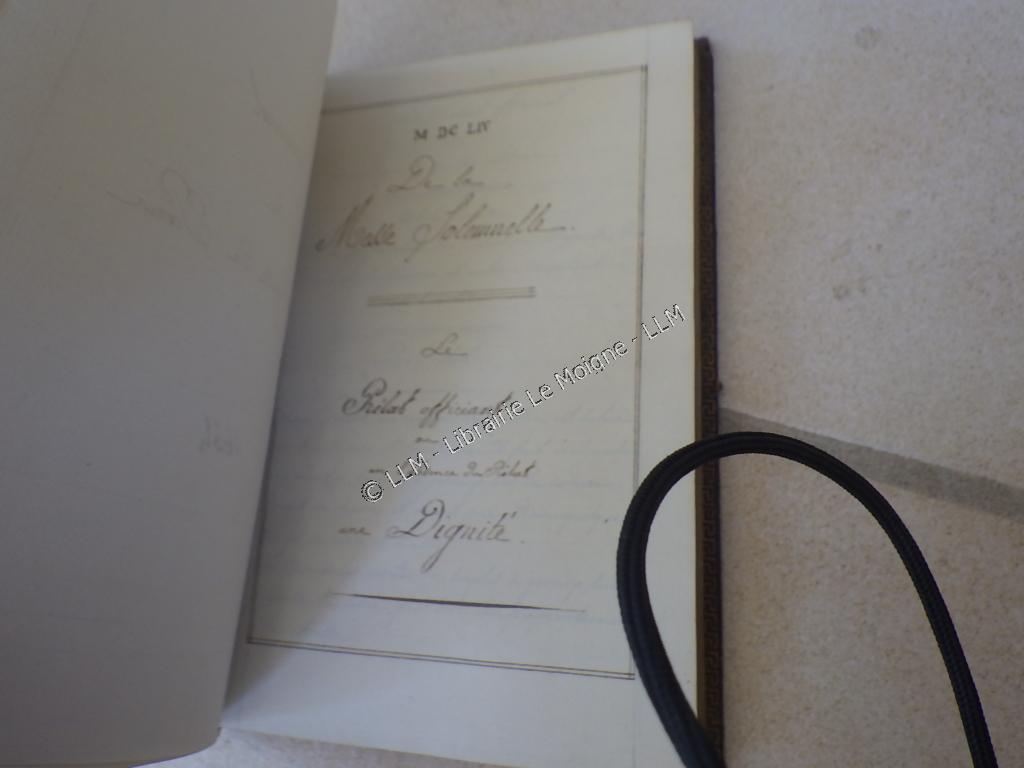 M DC LIV
De la
Messe Solemnelle.
Le
Prélat officiant
ou
en présence du Prélat
une Dignité.
© LLM - Librairie Le Moigne - LLM